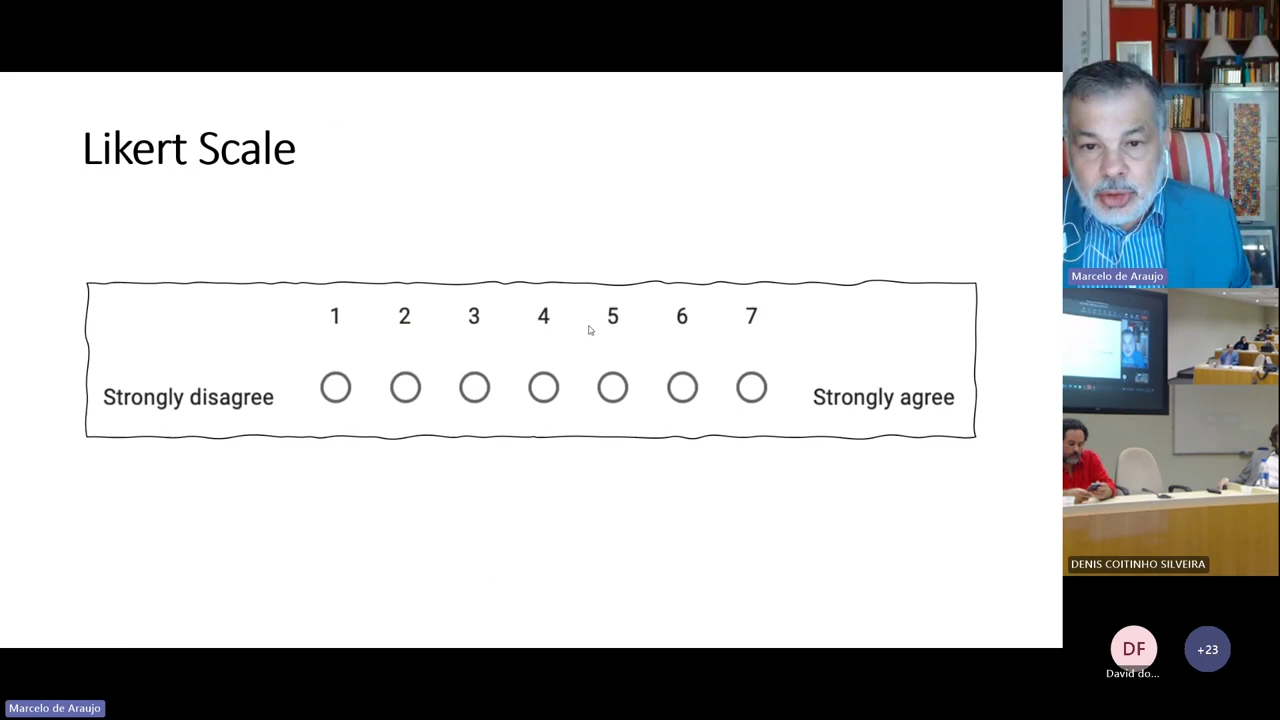 Likert Scale
1 2 3 4 5 6 7
Strongly disagree
Strongly agree
Marcelo de Araujo
DENIS COITINHO SILVEIRA
DF
David do...
+23
Marcelo de Araujo